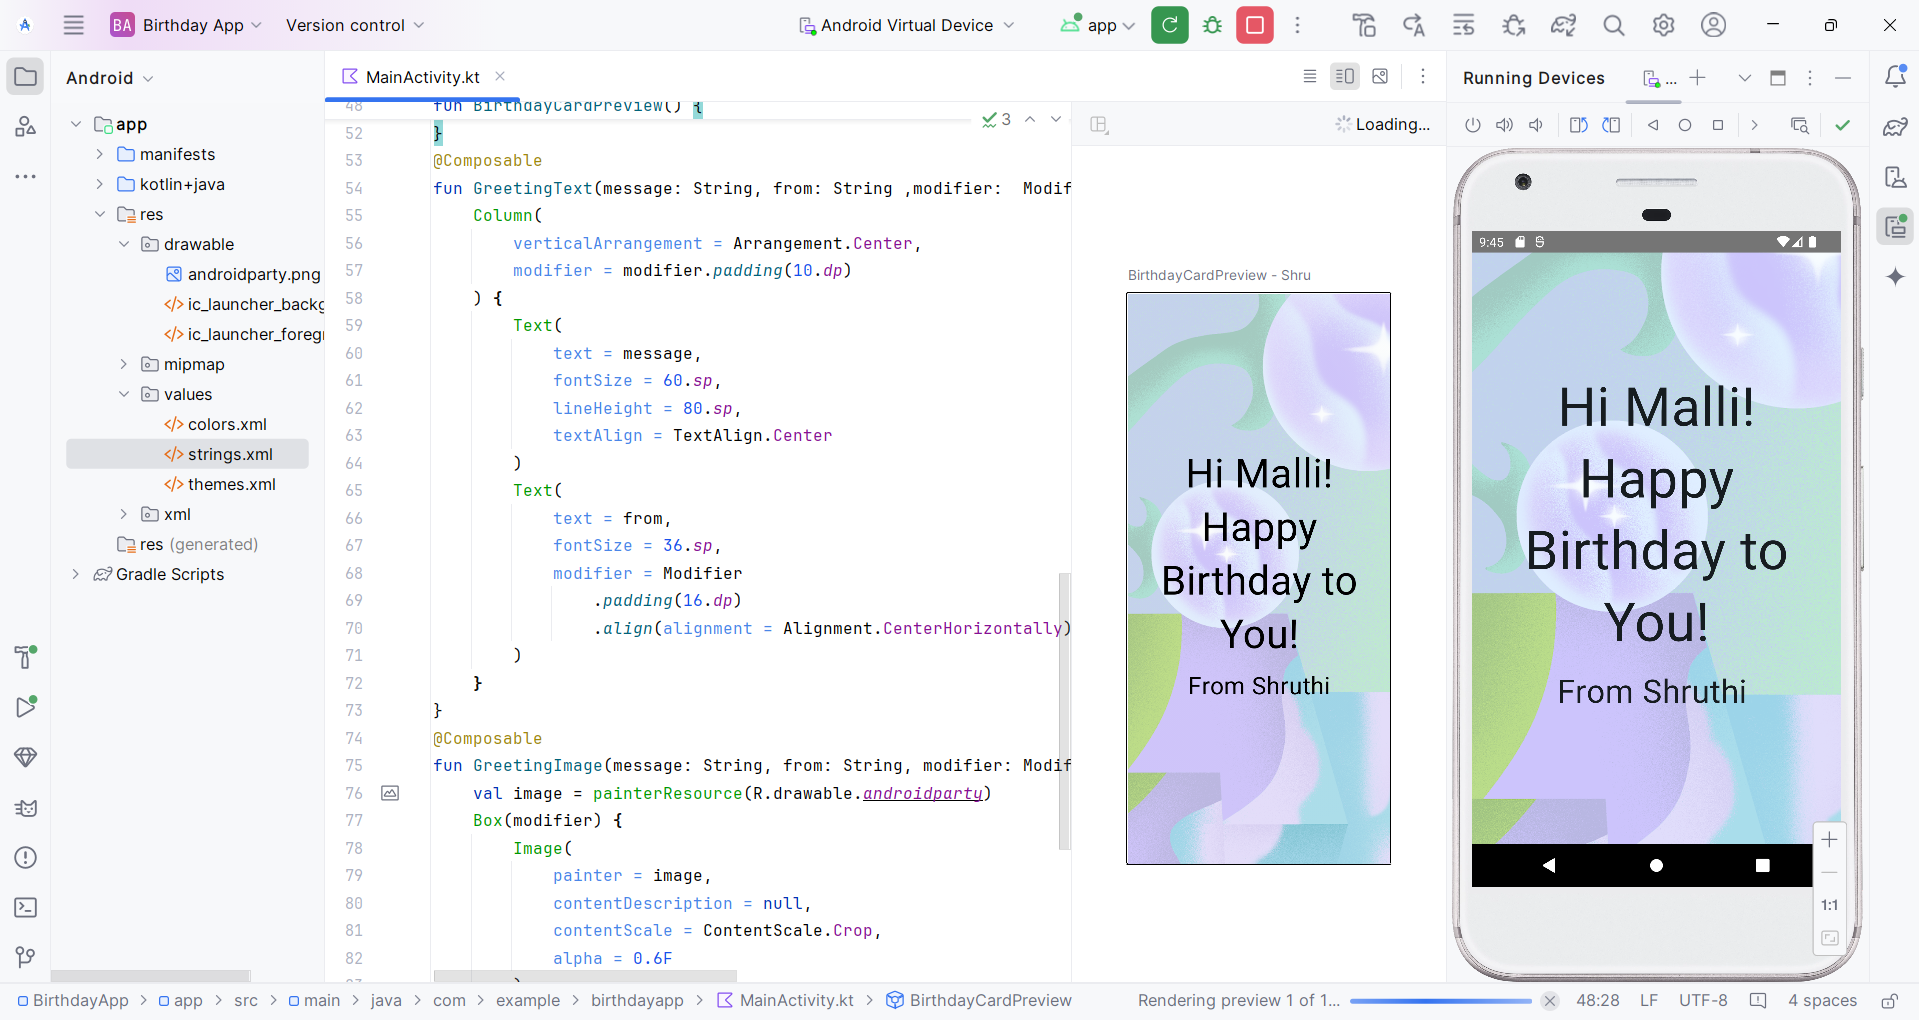 BA Birthday App Version control Android Virtual Device app
Android
app
manifests
kotlin+java
res
drawable
androidparty.png
ic_launcher_backg
ic_launcher_foregr
mipmap
values
colors.xml
strings.xml
themes.xml
xml
res (generated)
Gradle Scripts
MainActivity.kt
3
48 fun BirthdayCardPreview() {
52 }
53 @Composable
54 fun GreetingText(message: String, from: String ,modifier:  Modif
55 Column(
56 verticalArrangement = Arrangement.Center,
57 modifier = modifier.padding(10.dp)
58 ) {
59 Text(
60 text = message,
61 fontSize = 60.sp,
62 lineHeight = 80.sp,
63 textAlign = TextAlign.Center
64 )
65 Text(
66 text = from,
67 fontSize = 36.sp,
68 modifier = Modifier
69 .padding(16.dp)
70 .align(alignment = Alignment.CenterHorizontally)
71 )
72 }
73 }
74 @Composable
75 fun GreetingImage(message: String, from: String, modifier: Modif
76 val image = painterResource(R.drawable.androidparty)
77 Box(modifier) {
78 Image(
79 painter = image,
80 contentDescription = null,
81 contentScale = ContentScale.Crop,
82 alpha = 0.6F
Loading...
BirthdayCardPreview - Shru
Hi Malli!
Happy
Birthday to
You!
From Shruthi
Running Devices ...
9:45
Hi Malli!
Happy
Birthday to
You!
From Shruthi
1:1
BirthdayApp > app > src > main > java > com > example > birthdayapp > MainActivity.kt > BirthdayCardPreview
Rendering preview 1 of 1... 48:28 LF UTF-8 4 spaces